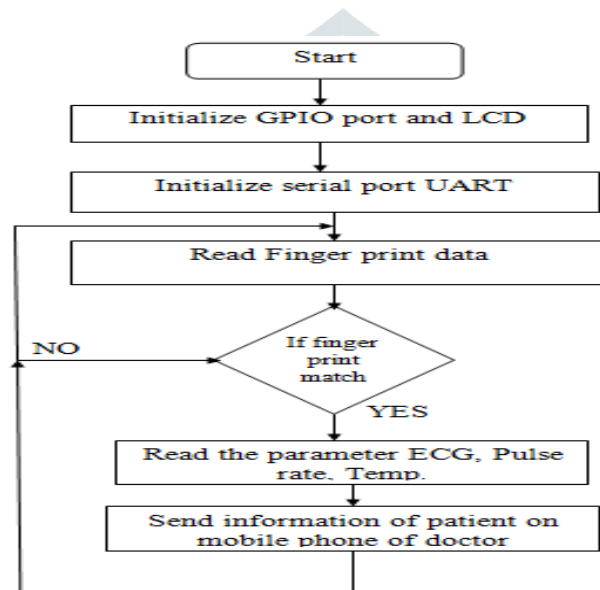 Start
Initialize GPIO port and LCD
Initialize serial port UART
Read Finger print data
If finger
print
match
NO
YES
Read the parameter ECG, Pulse
rate, Temp.
Send information of patient on
mobile phone of doctor